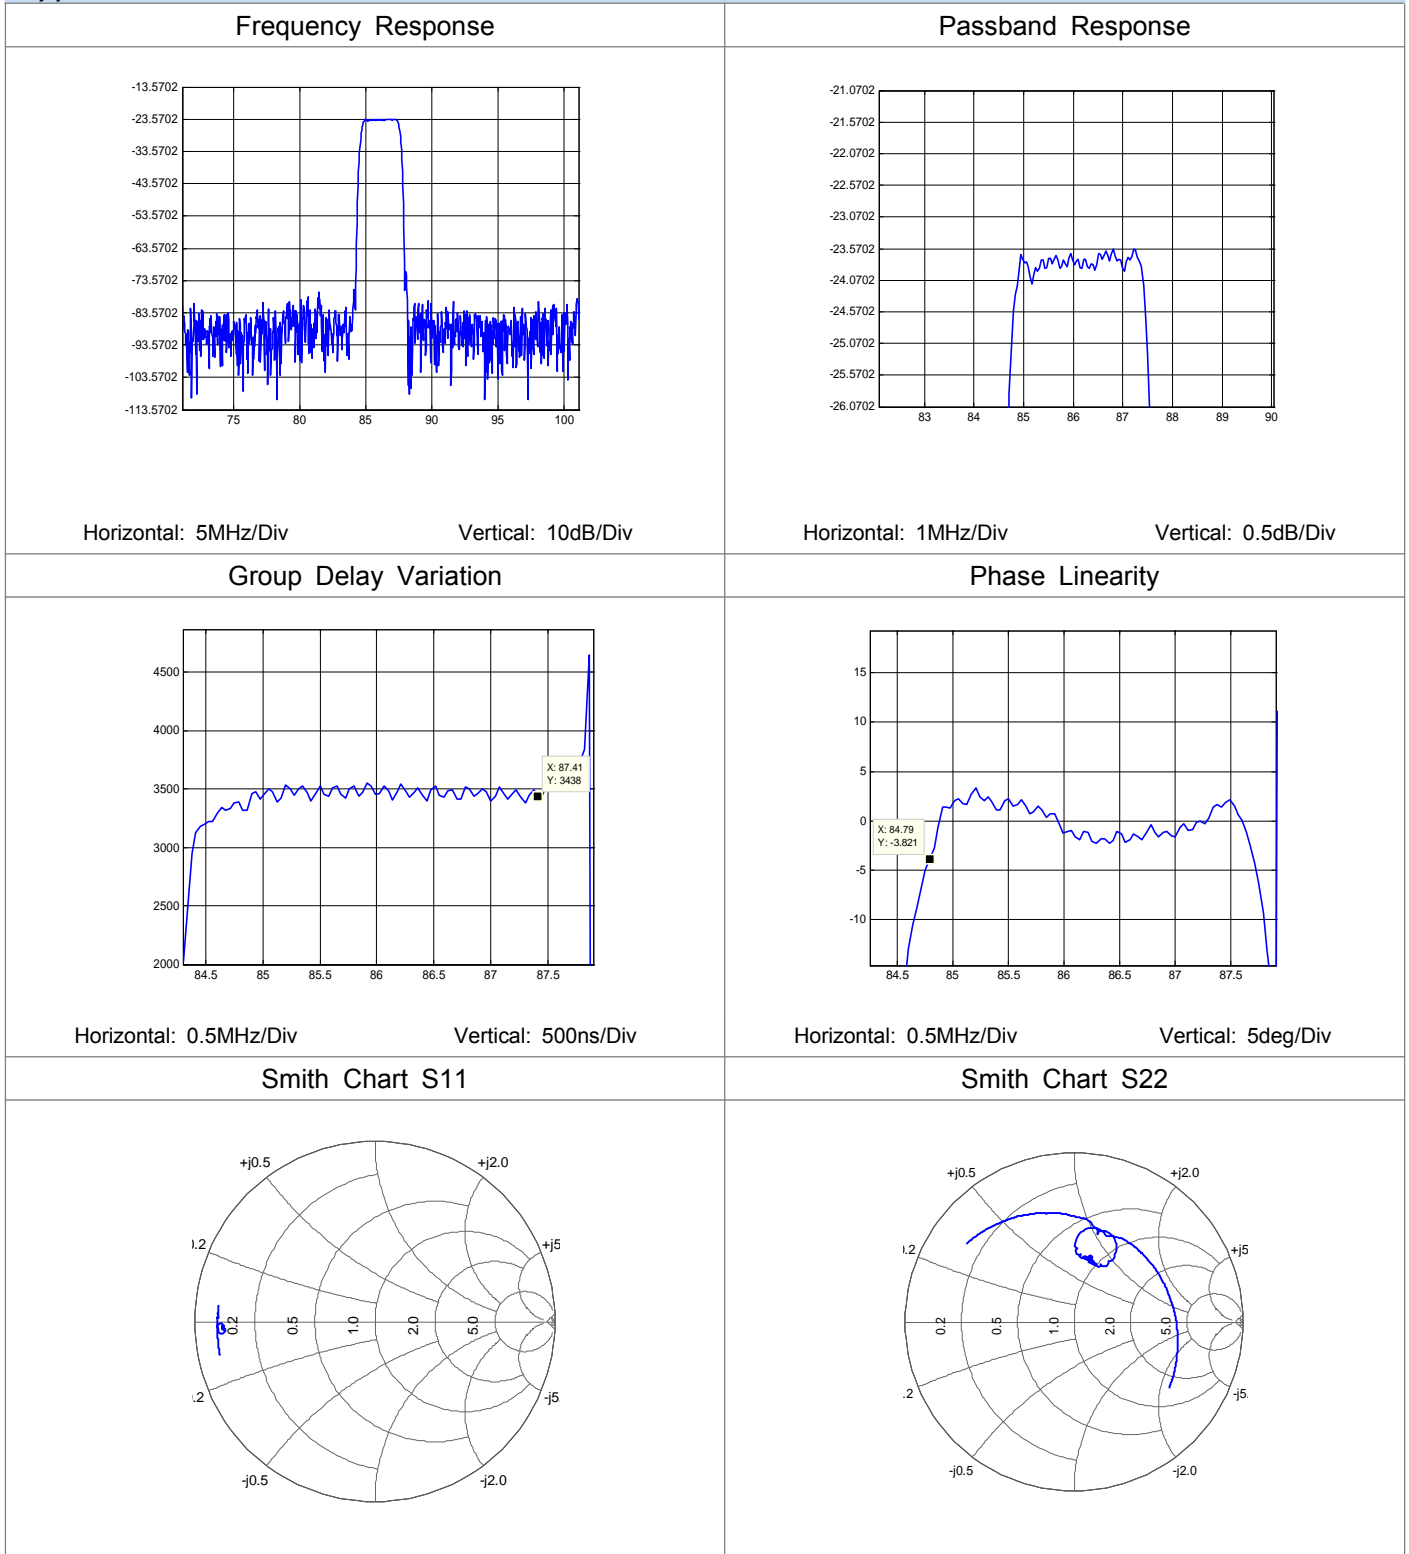 Frequency Response
Passband Response
-13.5702
-23.5702
-33.5702
-43.5702
-53.5702
-63.5702
-73.5702
-83.5702
-93.5702
-103.5702
-113.5702
75 80 85 90 95 100
-21.0702
-21.5702
-22.0702
-22.5702
-23.0702
-23.5702
-24.0702
-24.5702
-25.0702
-25.5702
-26.0702
83 84 85 86 87 88 89 90
Horizontal: 5MHz/Div Vertical: 10dB/Div
Horizontal: 1MHz/Div Vertical: 0.5dB/Div
Group Delay Variation
Phase Linearity
4500
4000
3500
3000
2500
2000
X: 87.41
Y: 3438
84.5 85 85.5 86 86.5 87 87.5
15
10
5
0
-5
-10
X: 84.79
Y: -3.821
84.5 85 85.5 86 86.5 87 87.5
Horizontal: 0.5MHz/Div Vertical: 500ns/Div
Horizontal: 0.5MHz/Div Vertical: 5deg/Div
Smith Chart S11
Smith Chart S22
+j0.5 +j2.0
).2 +j5
0.2 0.5 1.0 2.0 5.0
.2 -j5
-j0.5 -j2.0
+j0.5 +j2.0
.2 +j5
0.2 0.5 1.0 2.0 5.0
.2 -j5.
-j0.5 -j2.0